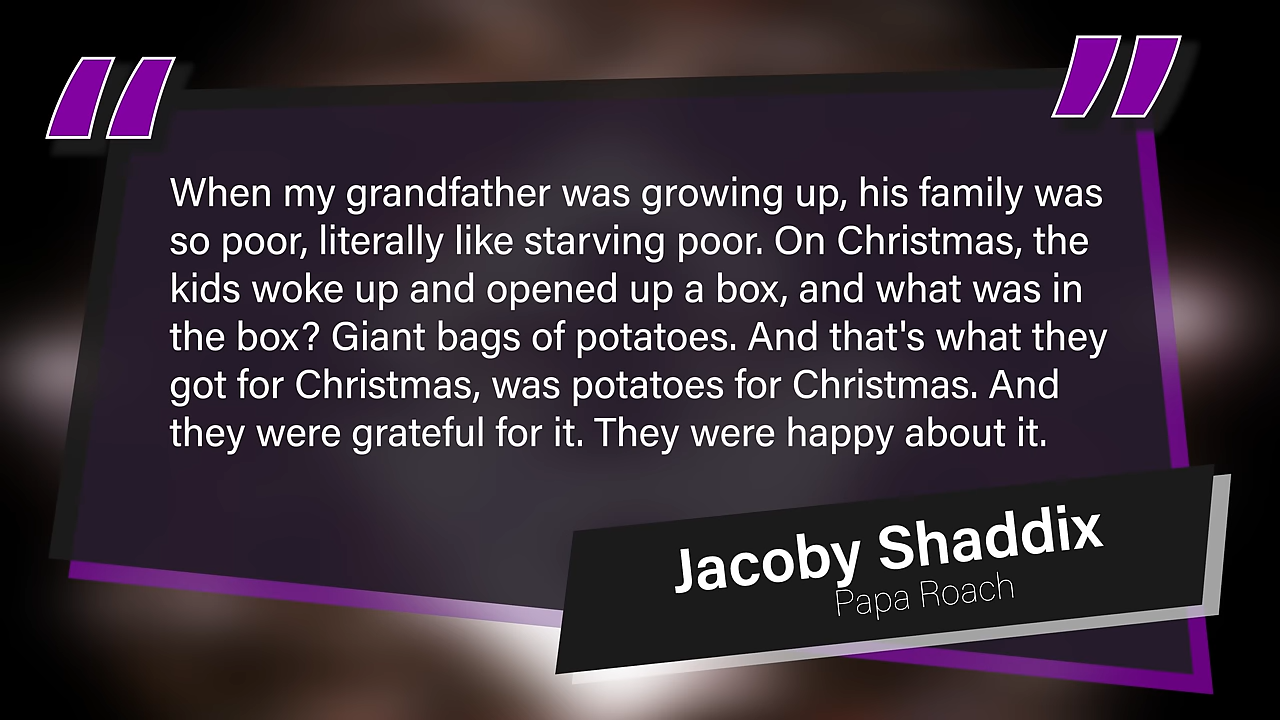 When my grandfather was growing up, his family was
so poor, literally like starving poor. On Christmas, the
kids woke up and opened up a box, and what was in
the box? Giant bags of potatoes. And that's what they
got for Christmas, was potatoes for Christmas. And
they were grateful for it. They were happy about it.
Jacoby Shaddix
Papa Roach